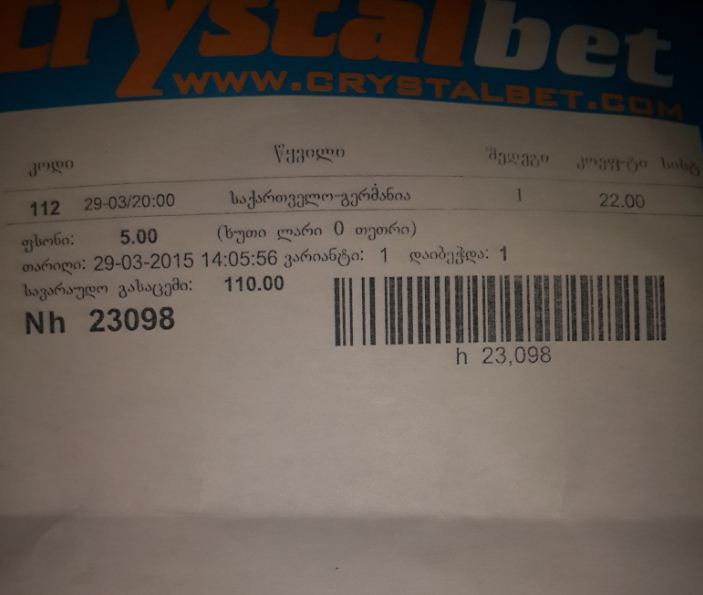 crystalbet
WWW.CRYSTALBET.COM
კოდი წყვილი შედეგი კოეფ-ტი სისტ
112 29-03/20:00 საქართველო-გერმანია 1 22.00
ფსონი: 5.00 (ხუთი ლარი 0 თეთრი)
თარიღი: 29-03-2015 14:05:56 ვარიანტი: 1 დაიბეჭდა: 1
სავარაუდო გასაცემი: 110.00
Nh 23098
h 23,098